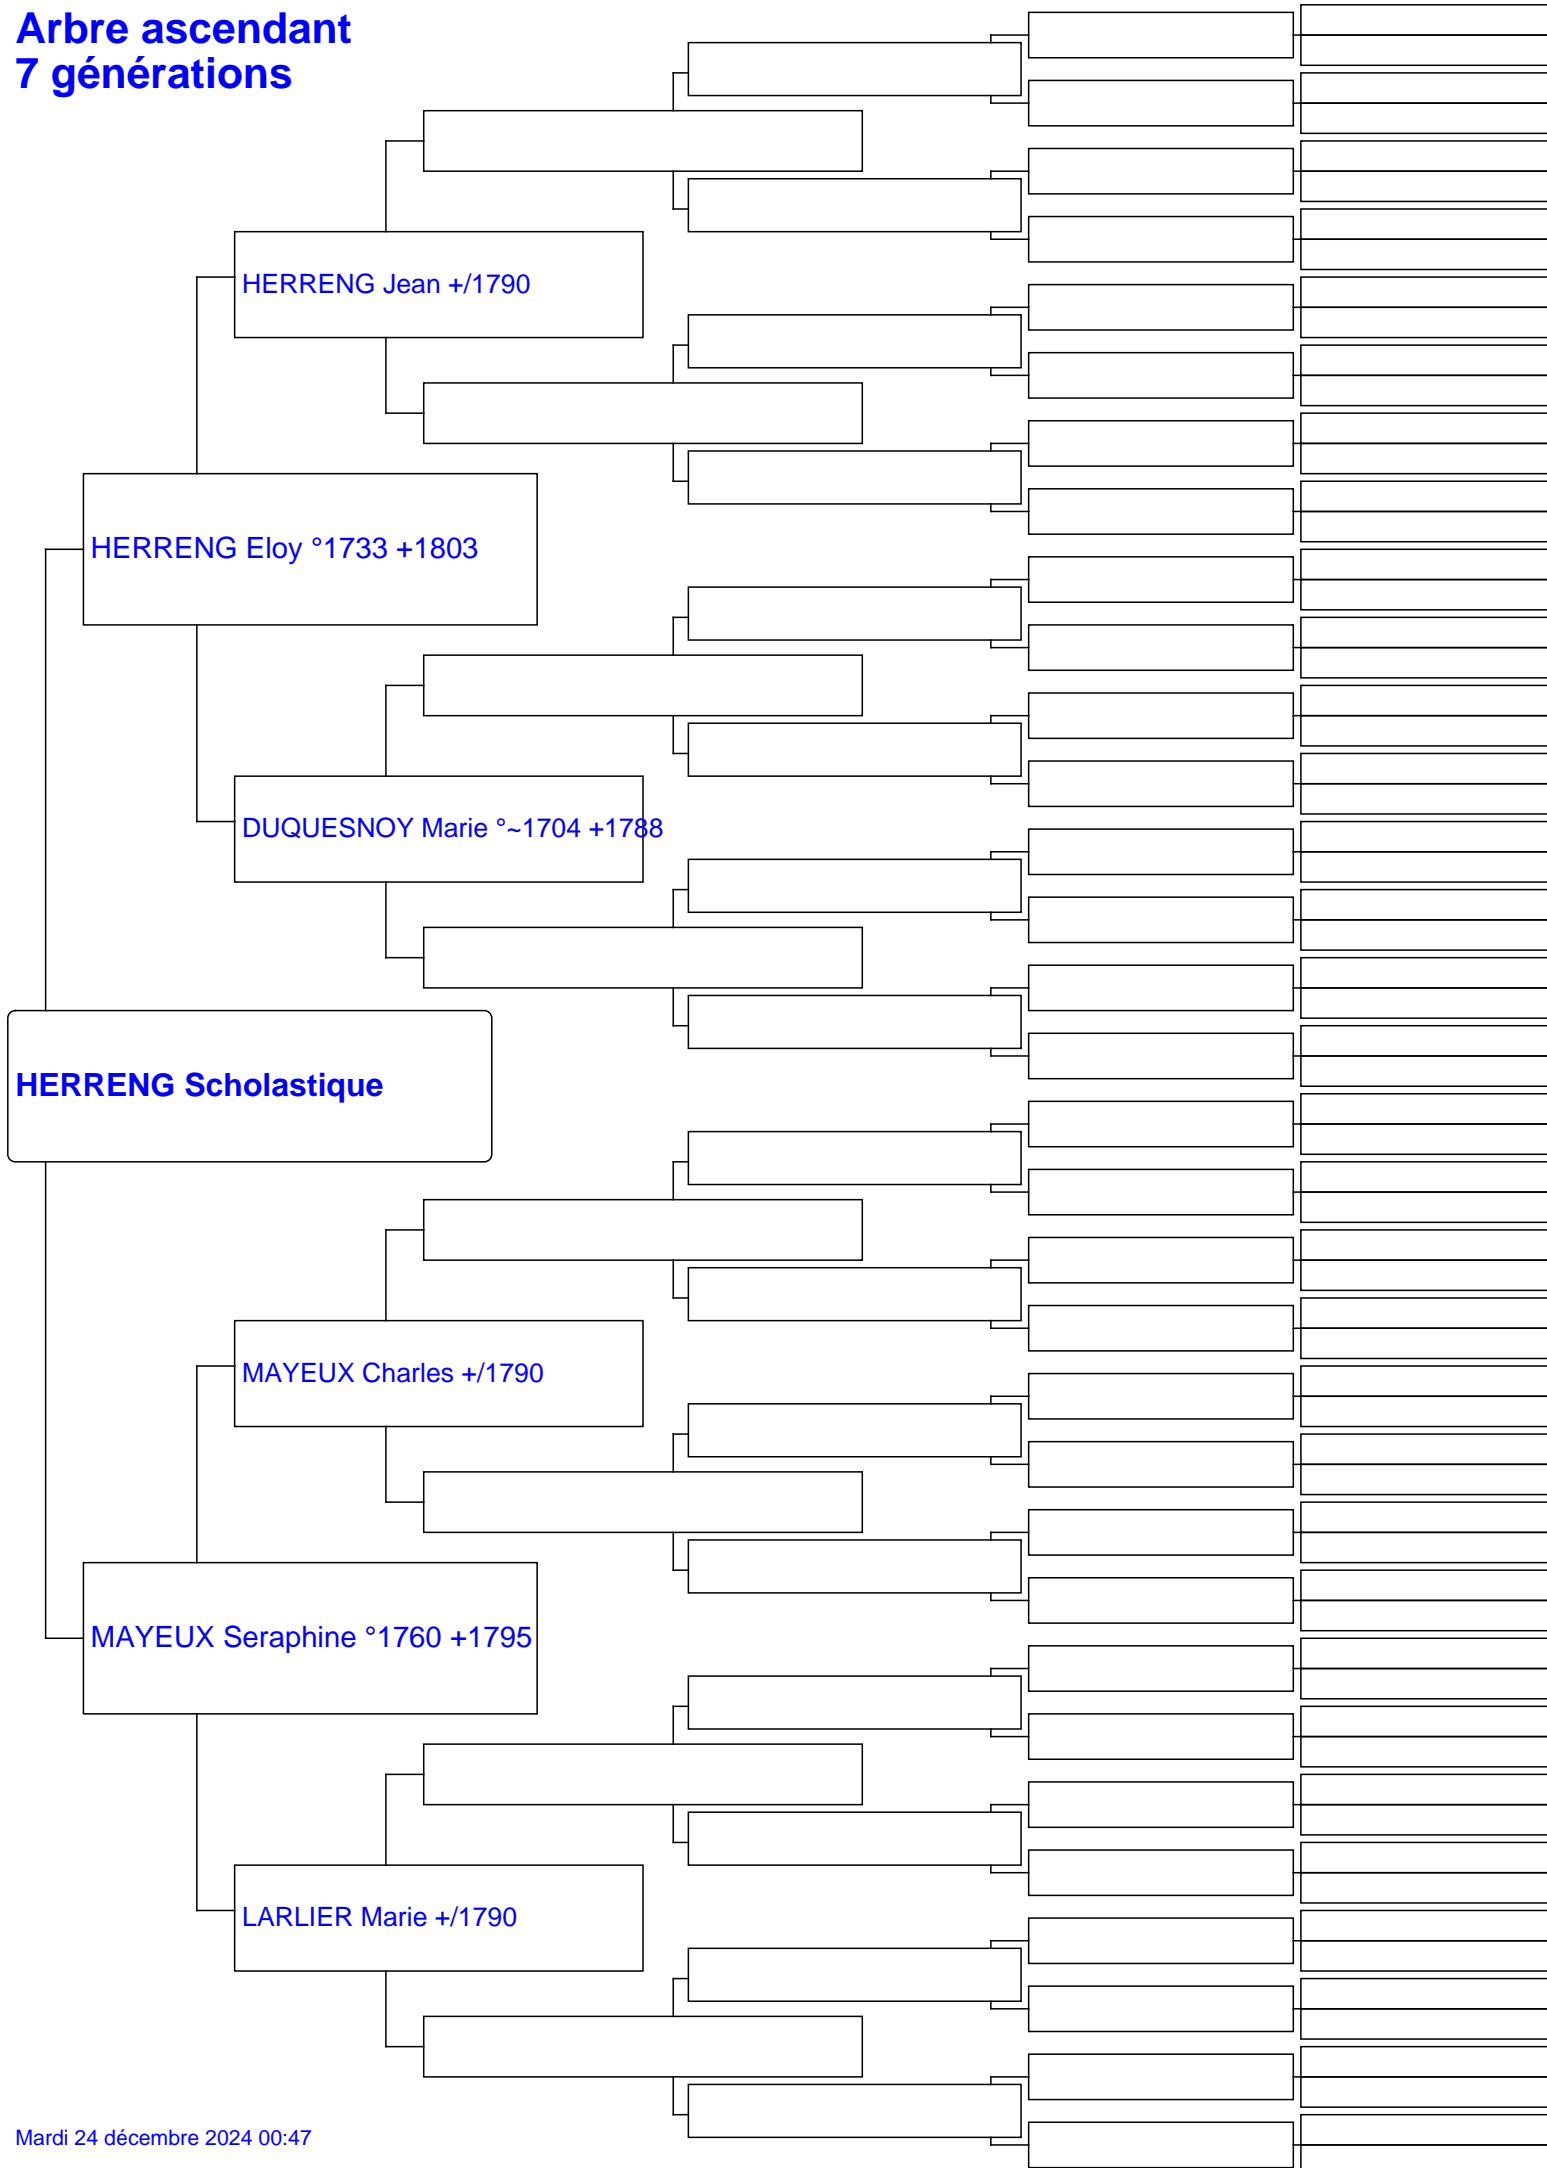 Arbre ascendant
7 générations
HERRENG Jean +/1790
HERRENG Eloy °1733 +1803
DUQUESNOY Marie °~1704 +1788
HERRENG Scholastique
MAYEUX Charles +/1790
MAYEUX Seraphine °1760 +1795
LARLIER Marie +/1790
Mardi 24 décembre 2024 00:47